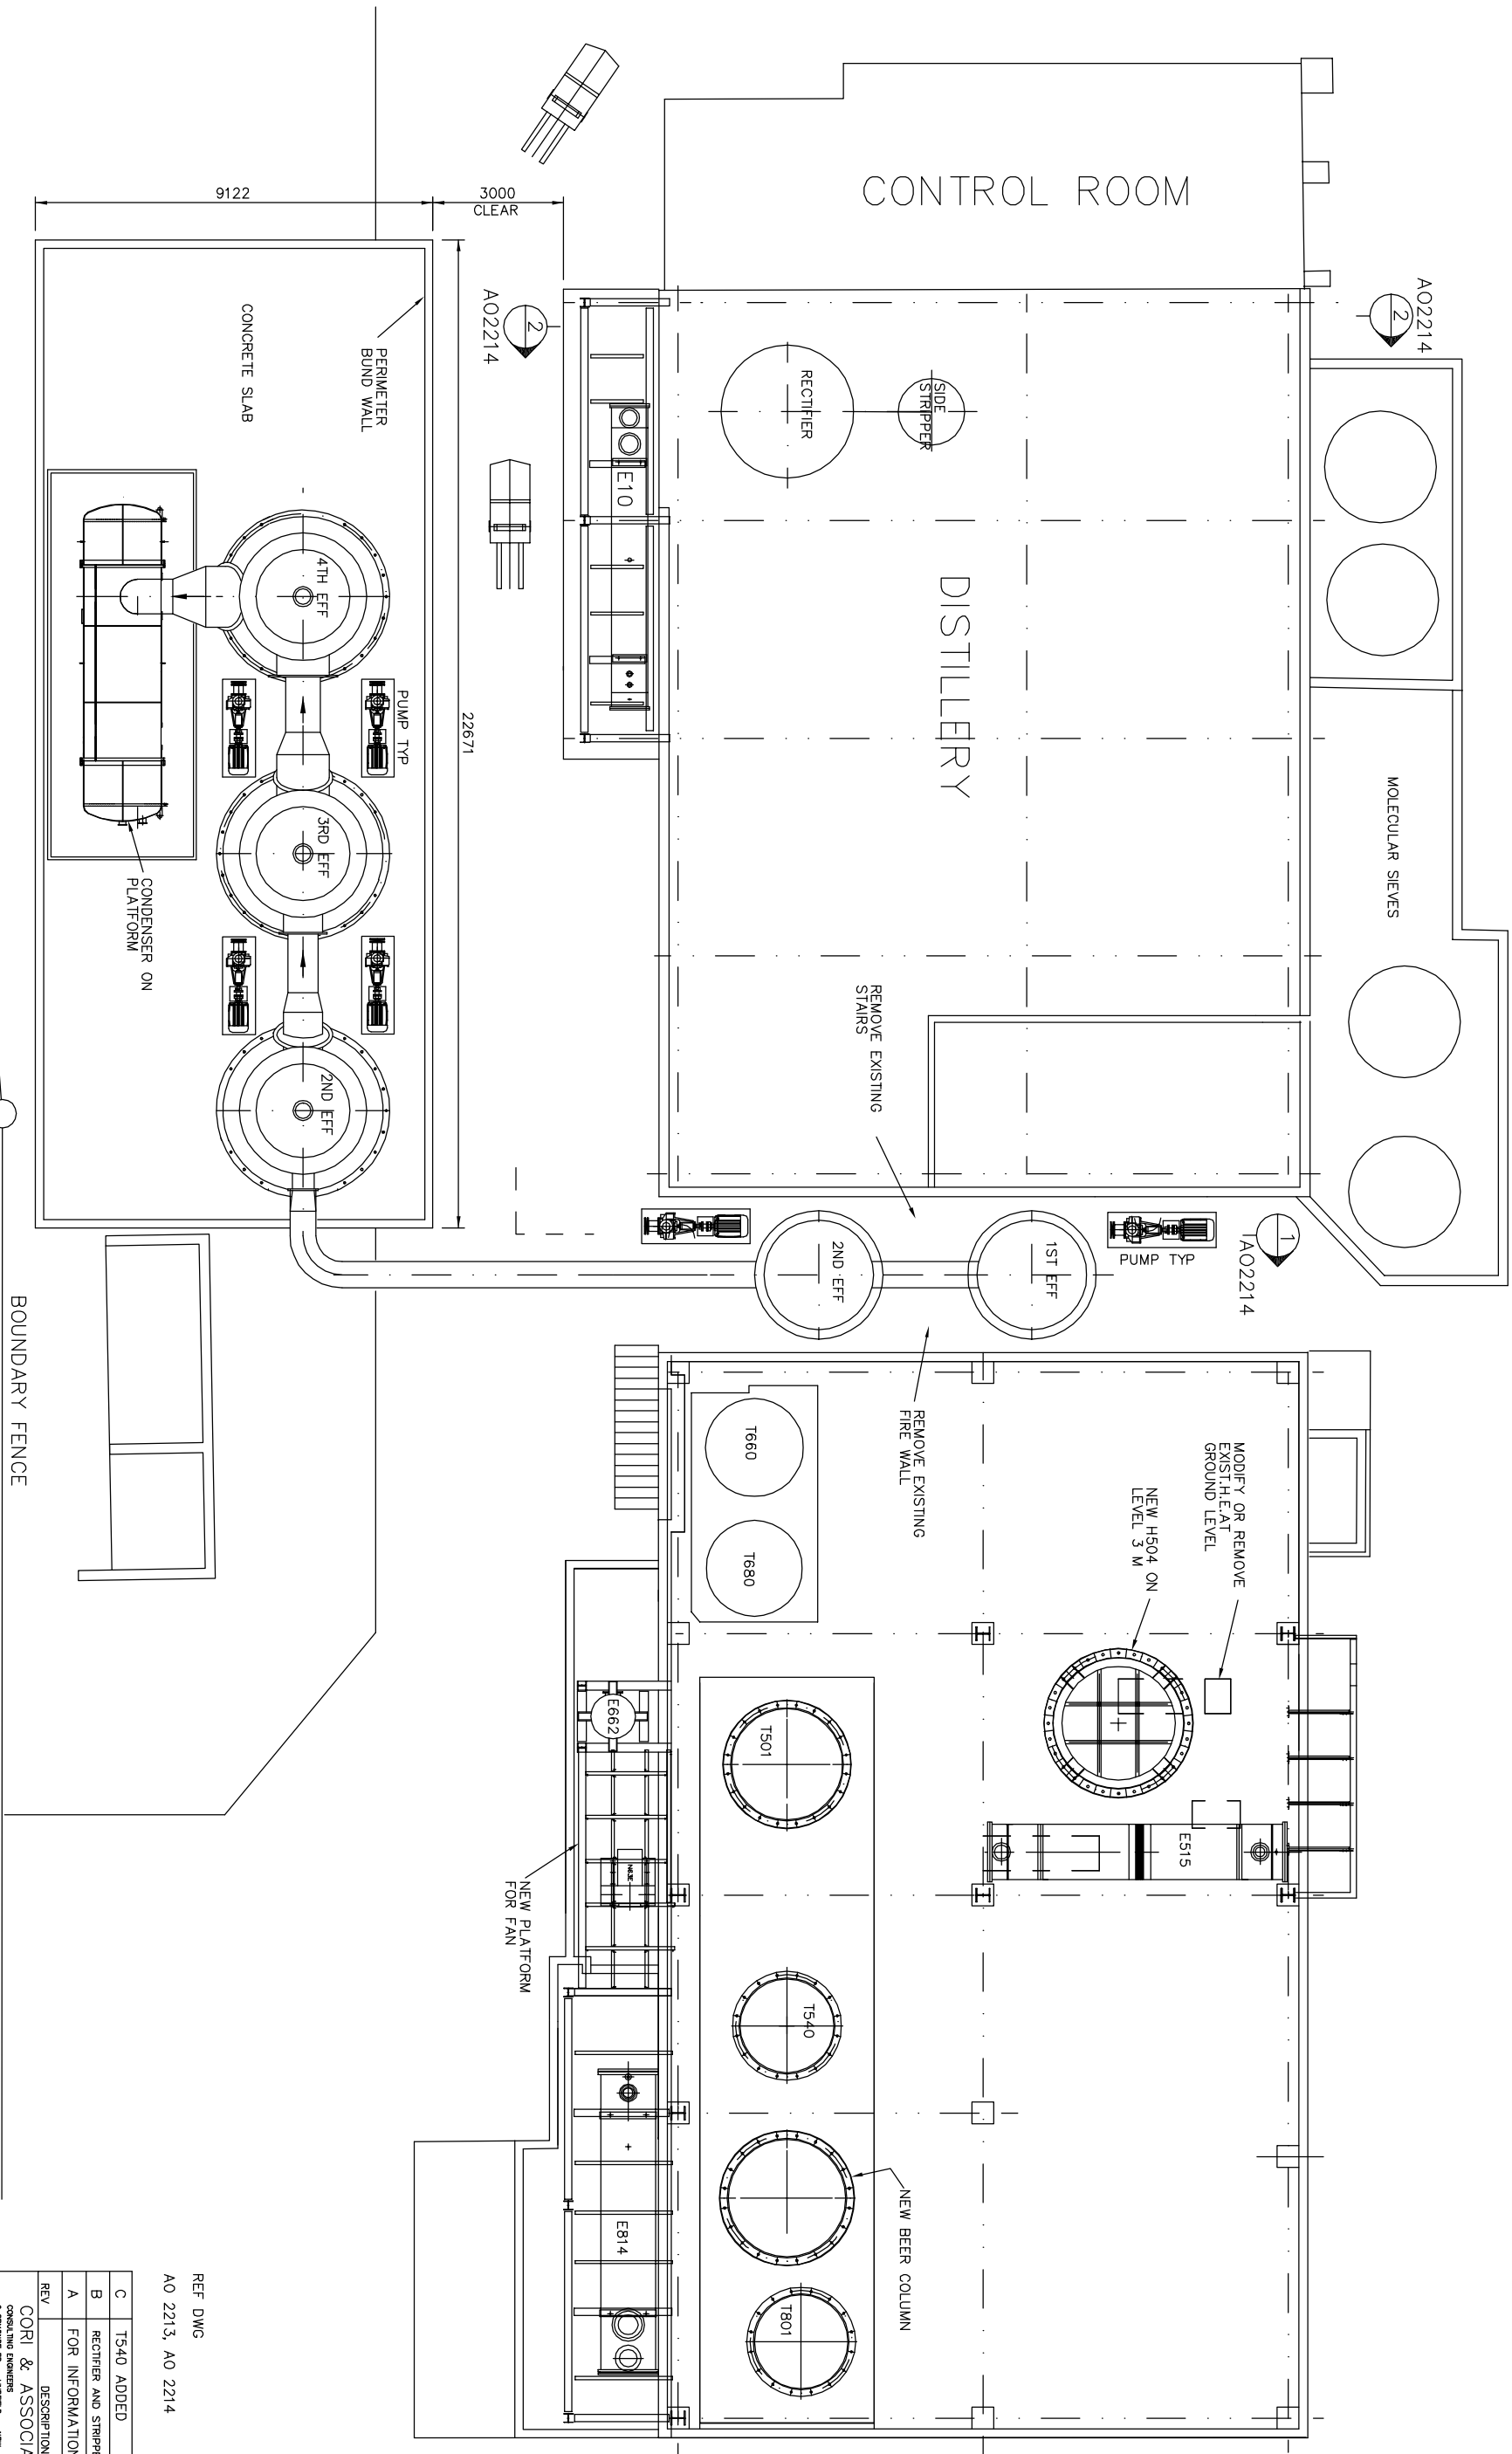 CONTROL ROOM
9122
3000
CLEAR
22671
A02214
2
A02214
2
CONCRETE SLAB
PERIMETER
BUND WALL
RECTIFIER
SIDE
STRIPPER
E10
DISTILLERY
MOLECULAR SIEVES
4TH EFF
PUMP TYP
3RD EFF
CONDENSER ON
PLATFORM
2ND EFF
REMOVE EXISTING
STAIRS
2ND EFF
1ST EFF
PUMP TYP
1
A02214
BOUNDARY FENCE
REMOVE EXISTING
FIRE WALL
T660
T680
MODIFY OR REMOVE
EXIST.H.E.AT
GROUND LEVEL
NEW H504 ON
LEVEL 3 M
E662
T501
E515
NEW PLATFORM
FOR FAN
T540
NEW BEER COLUMN
E814
T801
REF DWG
AO 2213, AO 2214
C T540 ADDED
B RECTIFIER AND STRIPPE
A FOR INFORMATION
REV DESCRIPTION
CORI & ASSOCIA
CONSULTING ENGINEERS